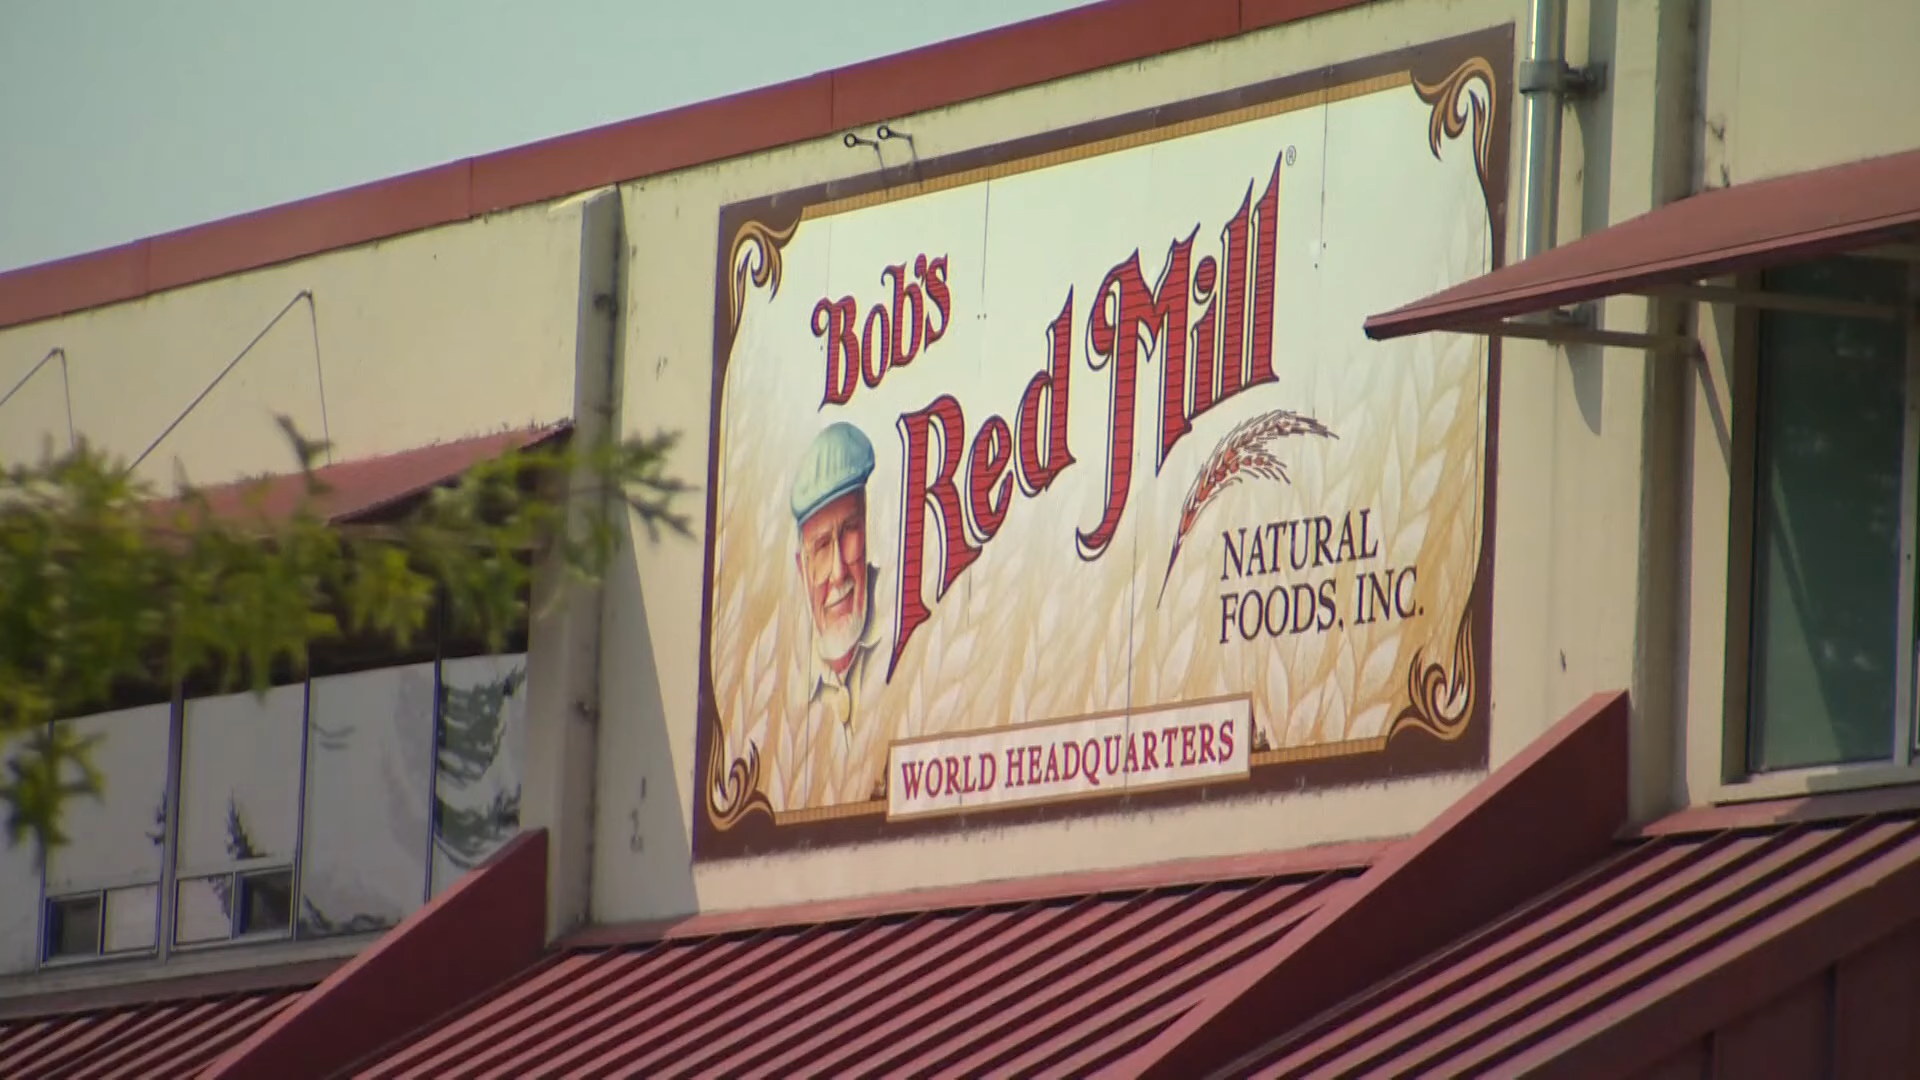 Bob's
Red Mill®
NATURAL
FOODS, INC.
WORLD HEADQUARTERS